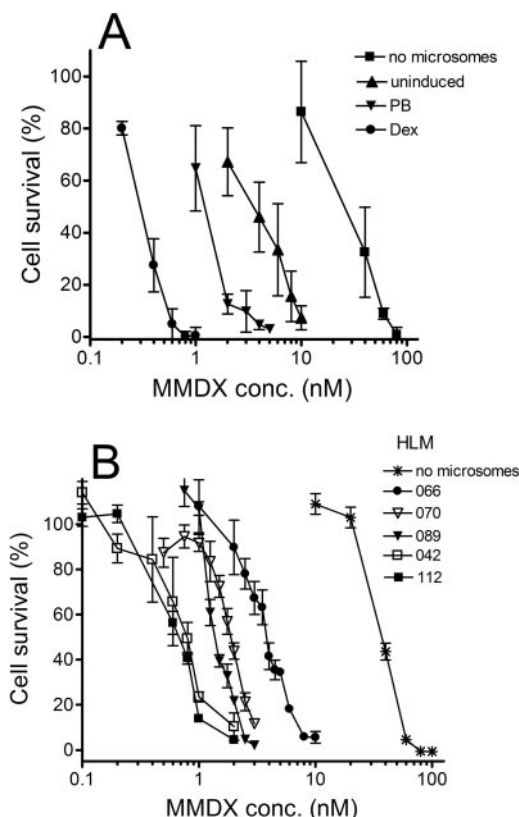 A
no microsomes
uninduced
PB
Dex
100
80
60
40
20
0
Cell survival (%)
0.1 1 10 100
MMDX conc. (nM)
B
HLM
no microsomes
066
070
089
042
112
100
80
60
40
20
0
Cell survival (%)
0.1 1 10 100
MMDX conc. (nM)